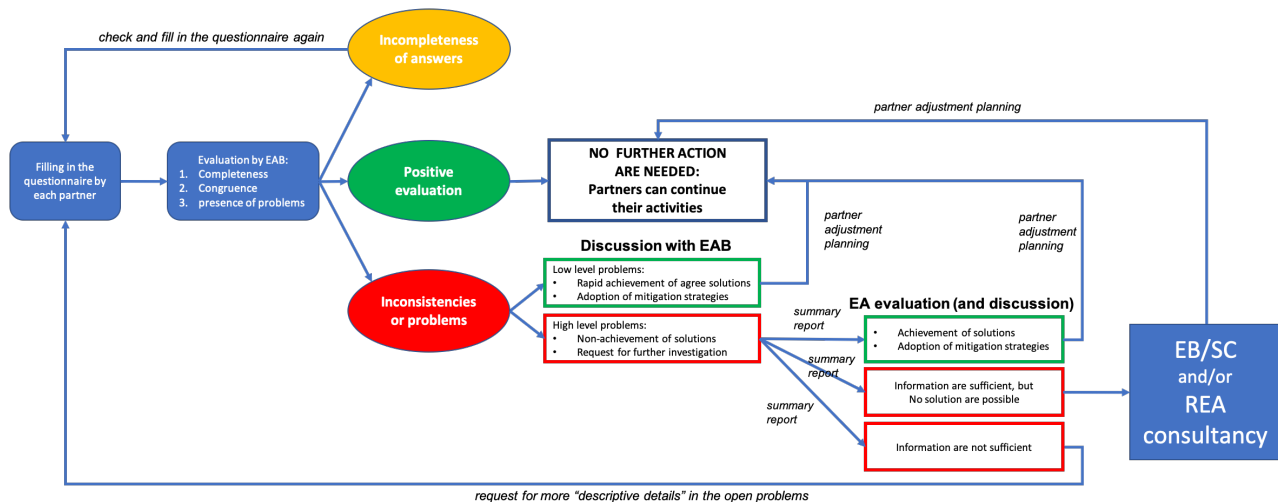 check and fill in the questionnaire again
Incompleteness
of answers
partner adjustment planning
Filling in the
questionnaire by
each partner
Evaluation by EAB:
1. Completeness
2. Congruence
3. presence of problems
Positive
evaluation
NO FURTHER ACTION
ARE NEEDED:
Partners can continue
their activities
partner
adjustment
planning
partner
adjustment
planning
Discussion with EAB
Low level problems:
• Rapid achievement of agree solutions
• Adoption of mitigation strategies
Inconsistencies
or problems
High level problems:
• Non-achievement of solutions
• Request for further investigation
EA evaluation (and discussion)
summary
report
• Achievement of solutions
• Adoption of mitigation strategies
summary
report
Information are sufficient, but
No solution are possible
summary
report
Information are not sufficient
EB/SC
and/or
REA
consultancy
request for more “descriptive details” in the open problems